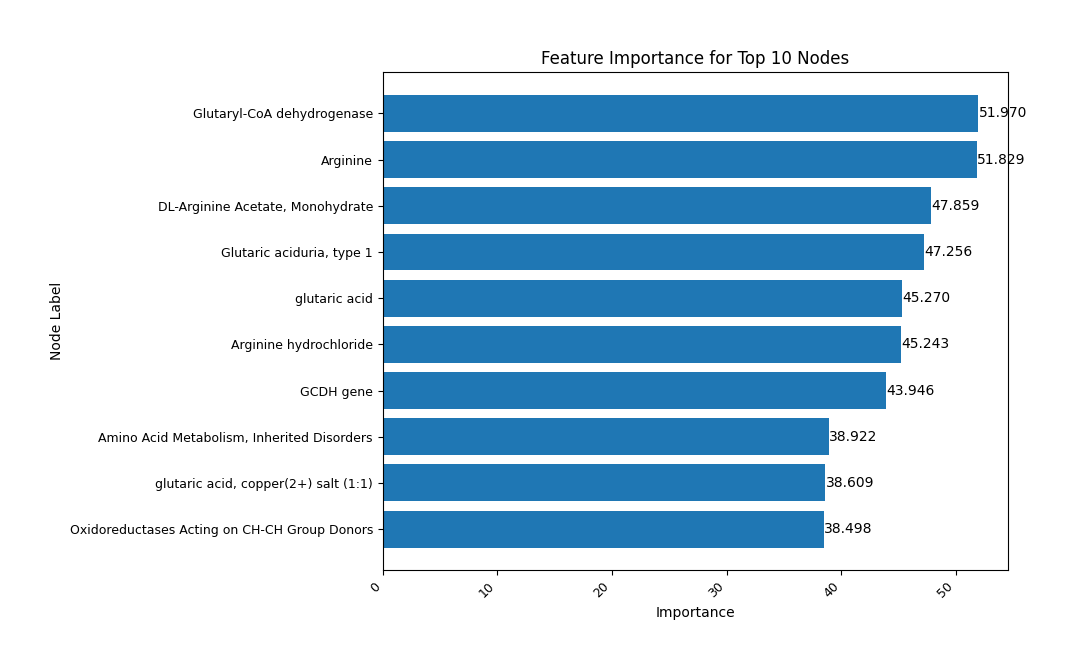 Feature Importance for Top 10 Nodes
Glutaryl-CoA dehydrogenase 51.970
Arginine 51.829
DL-Arginine Acetate, Monohydrate 47.859
Glutaric aciduria, type 1 47.256
glutaric acid 45.270
Arginine hydrochloride 45.243
GCDH gene 43.946
Amino Acid Metabolism, Inherited Disorders 38.922
glutaric acid, copper(2+) salt (1:1) 38.609
Oxidoreductases Acting on CH-CH Group Donors 38.498
Node Label
0 10 20 30 40 50
Importance